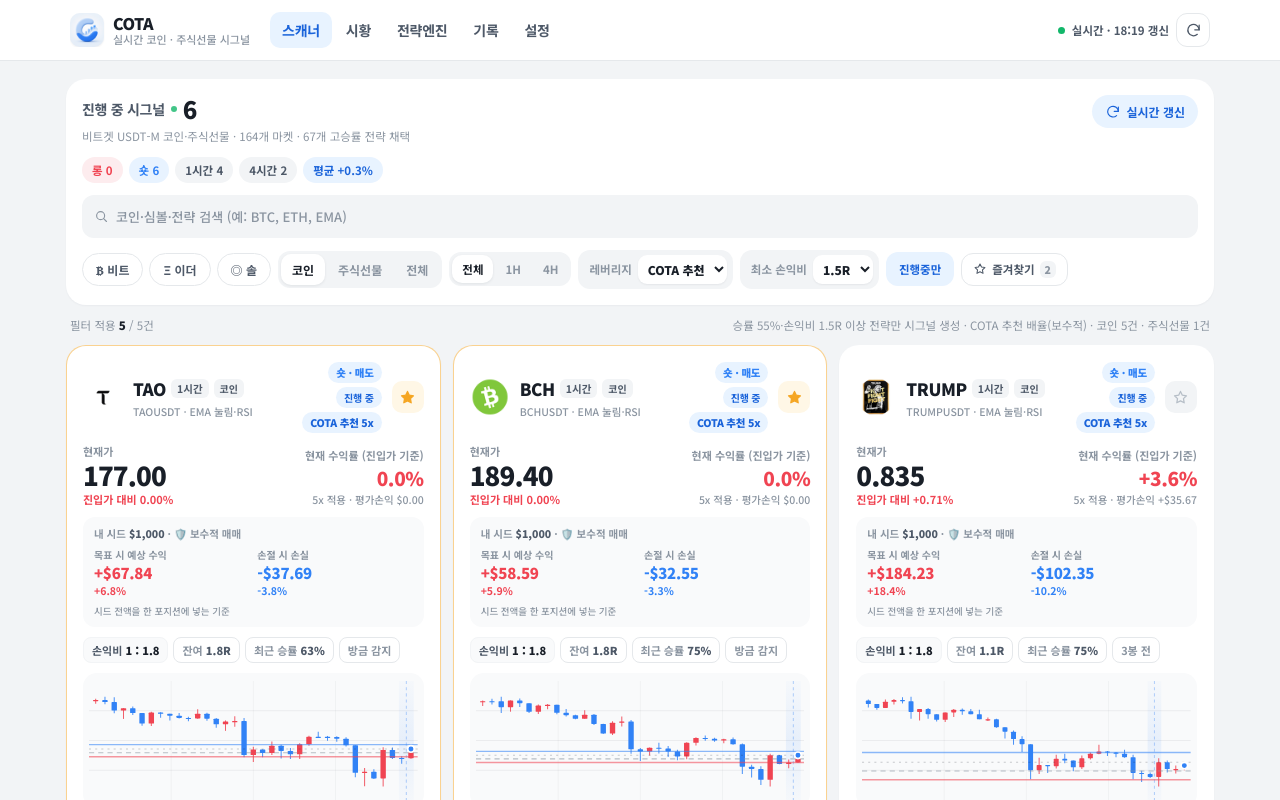 COTA
실시간 코인 · 주식선물 시그널
스캐너 시황 전략엔진 기록 설정
실시간 · 18:19 갱신
진행 중 시그널 6
실시간 갱신
비트겟 USDT-M 코인·주식선물 · 164개 마켓 · 67개 고승률 전략 채택
롱 0 숏 6 1시간 4 4시간 2 평균 +0.3%
코인·심볼·전략 검색 (예: BTC, ETH, EMA)
₿ 비트 Ξ 이더 ◎ 솔 코인 주식선물 전체 전체 1H 4H 레버리지 COTA 추천 최소 손익비 1.5R 진행중만 즐겨찾기 2
필터 적용 5 / 5건
승률 55%·손익비 1.5R 이상 전략만 시그널 생성 · COTA 추천 배율(보수적) · 코인 5건 · 주식선물 1건
TAO 1시간 코인
TAOUSDT · EMA 눌림·RSI
숏 · 매도
진행 중
COTA 추천 5x
현재가
177.00
진입가 대비 0.00%
현재 수익률 (진입가 기준)
0.0%
5x 적용 · 평가손익 $0.00
내 시드 $1,000 · 🛡️ 보수적 매매
목표 시 예상 수익
+$67.84
+6.8%
손절 시 손실
-$37.69
-3.8%
시드 전액을 한 포지션에 넣는 기준
손익비 1 : 1.8 잔여 1.8R 최근 승률 63% 방금 감지
BCH 1시간 코인
BCHUSDT · EMA 눌림·RSI
숏 · 매도
진행 중
COTA 추천 5x
현재가
189.40
진입가 대비 0.00%
현재 수익률 (진입가 기준)
0.0%
5x 적용 · 평가손익 $0.00
내 시드 $1,000 · 🛡️ 보수적 매매
목표 시 예상 수익
+$58.59
+5.9%
손절 시 손실
-$32.55
-3.3%
시드 전액을 한 포지션에 넣는 기준
손익비 1 : 1.8 잔여 1.8R 최근 승률 75% 방금 감지
TRUMP 1시간 코인
TRUMPUSDT · EMA 눌림·RSI
숏 · 매도
진행 중
COTA 추천 5x
현재가
0.835
진입가 대비 +0.71%
현재 수익률 (진입가 기준)
+3.6%
5x 적용 · 평가손익 +$35.67
내 시드 $1,000 · 🛡️ 보수적 매매
목표 시 예상 수익
+$184.23
+18.4%
손절 시 손실
-$102.35
-10.2%
시드 전액을 한 포지션에 넣는 기준
손익비 1 : 1.8 잔여 1.1R 최근 승률 75% 3봉 전